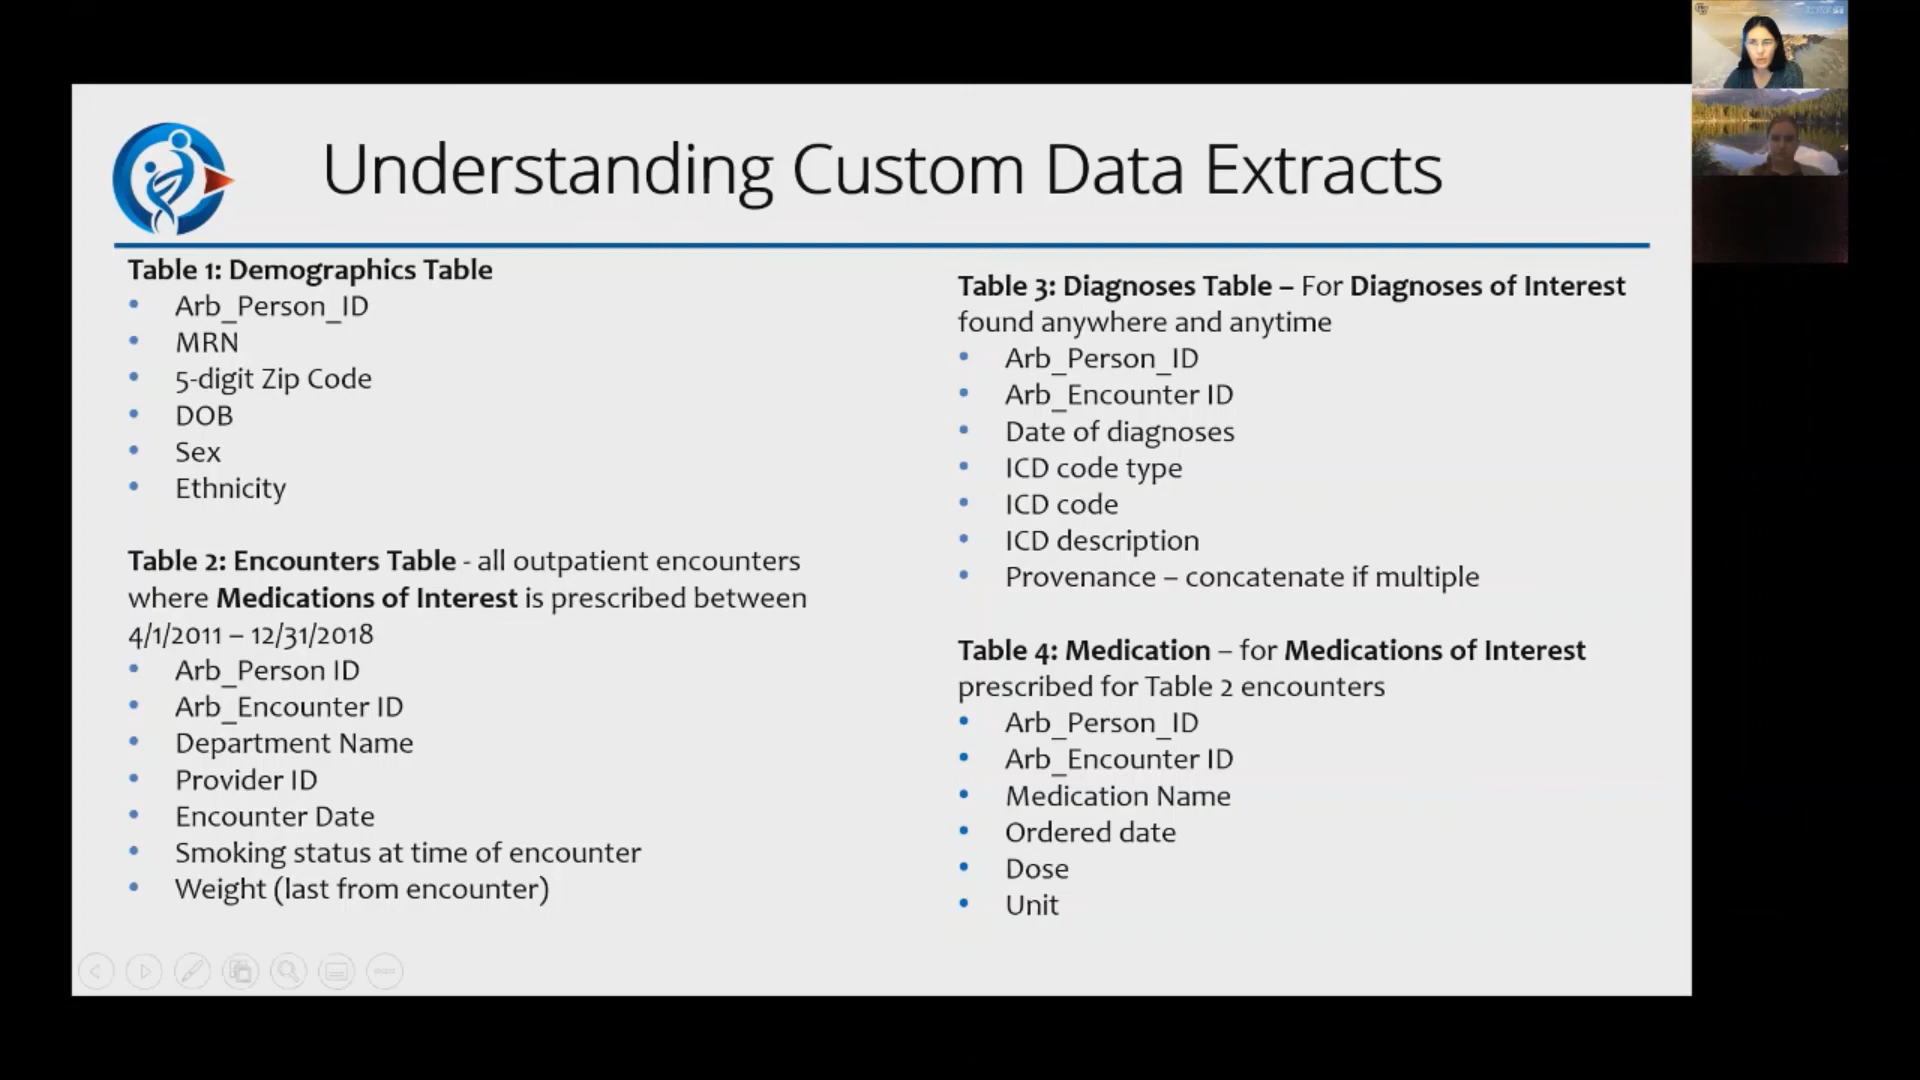 Understanding Custom Data Extracts
Table 1: Demographics Table
• Arb_Person_ID
• MRN
• 5-digit Zip Code
• DOB
• Sex
• Ethnicity
Table 2: Encounters Table - all outpatient encounters
where Medications of Interest is prescribed between
4/1/2011 – 12/31/2018
• Arb_Person ID
• Arb_Encounter ID
• Department Name
• Provider ID
• Encounter Date
• Smoking status at time of encounter
• Weight (last from encounter)
Table 3: Diagnoses Table – For Diagnoses of Interest
found anywhere and anytime
• Arb_Person_ID
• Arb_Encounter ID
• Date of diagnoses
• ICD code type
• ICD code
• ICD description
• Provenance – concatenate if multiple
Table 4: Medication – for Medications of Interest
prescribed for Table 2 encounters
• Arb_Person_ID
• Arb_Encounter ID
• Medication Name
• Ordered date
• Dose
• Unit